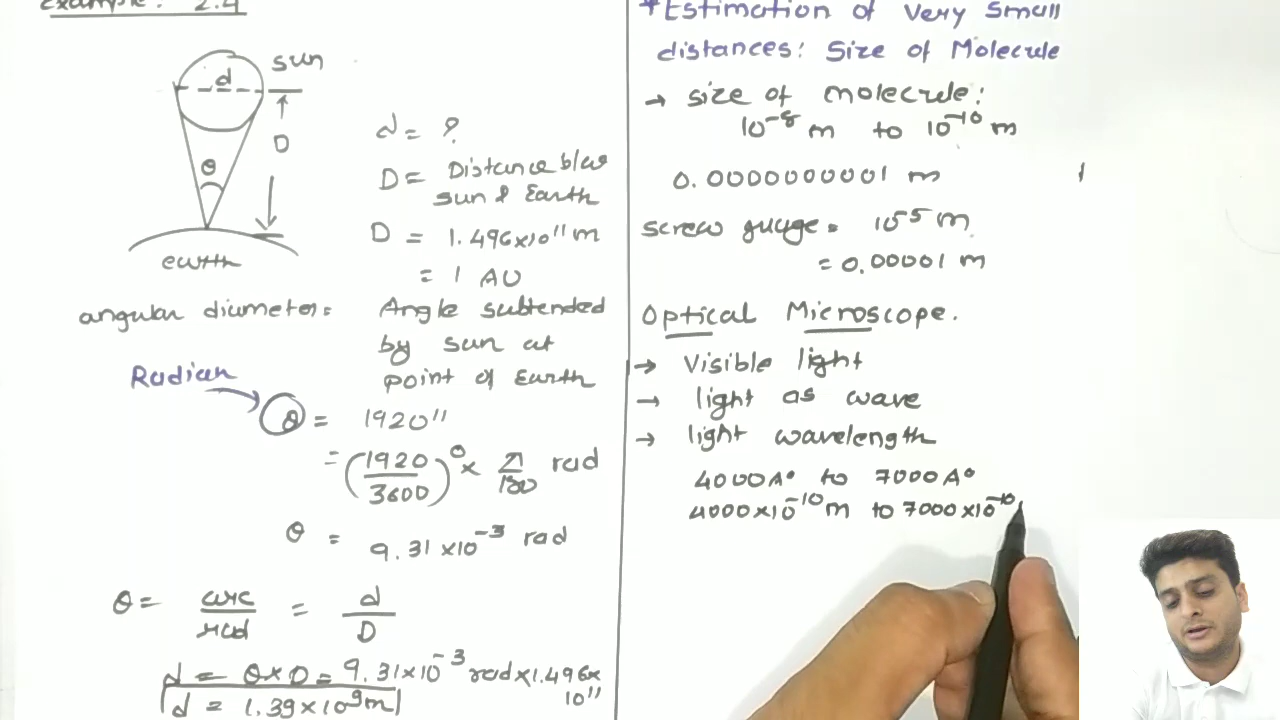 Example: 2.4
sun
d
D
θ
earth
d = ?
D = Distance b/w
sun & Earth
D = 1.496×10¹¹ m
= 1 AU
angular diameter = Angle subtended
by sun at
point of Earth
Radian
θ = 1920''
= (1920/3600)° × π/180 rad
θ = 9.31×10⁻³ rad
θ = arc/rad = d/D
d = θ×D = 9.31×10⁻³ rad×1.496×
10¹¹
d = 1.39×10⁹m
*Estimation of Very Small
distances: Size of Molecule
→ size of molecule:
10⁻⁸ m to 10⁻¹⁰ m
0.0000000001 m
screw guage = 10⁻⁵ m
= 0.00001 m
Optical Microscope.
→ Visible light
→ light as wave
→ light wavelength
4000A° to 7000A°
4000×10⁻¹⁰m to 7000×10⁻¹⁰